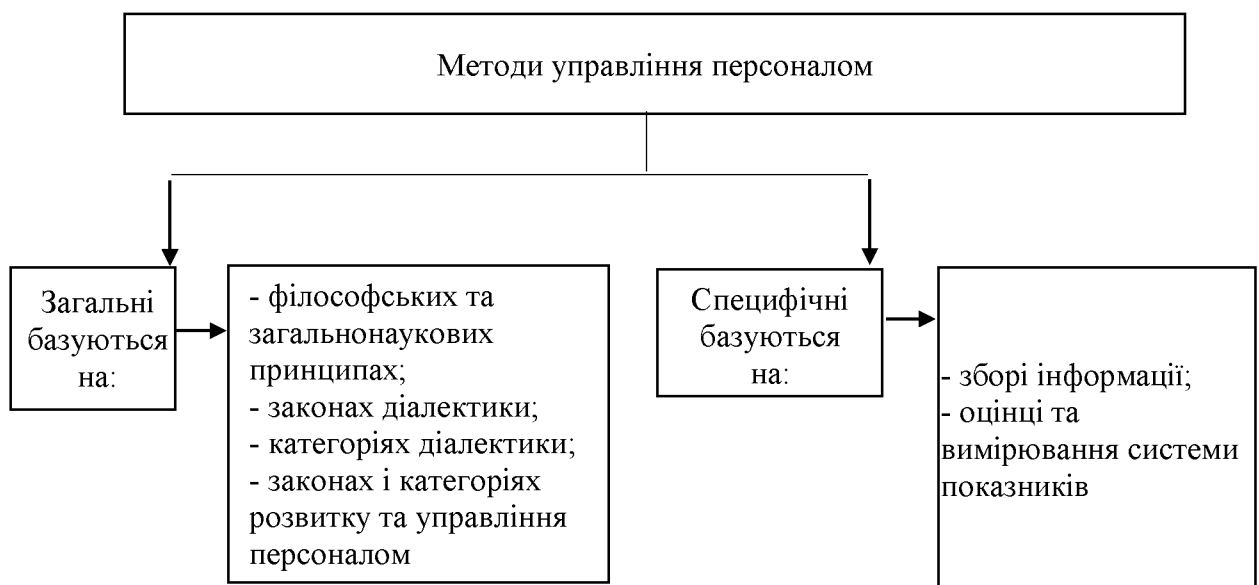 Методи управління персоналом
Загальні
базуються
на:
- філософських та
загальнонаукових
принципах;
- законах діалектики;
- категоріях діалектики;
- законах і категоріях
розвитку та управління
персоналом
Специфічні
базуються
на:
- зборі інформації;
- оцінці та
вимірювання системи
показників